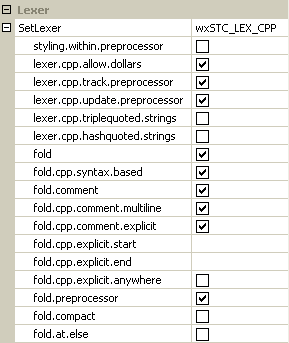 Lexer
SetLexer wxSTC_LEX_CPP
styling.within.preprocessor
lexer.cpp.allow.dollars
lexer.cpp.track.preprocessor
lexer.cpp.update.preprocessor
lexer.cpp.triplequoted.strings
lexer.cpp.hashquoted.strings
fold
fold.cpp.syntax.based
fold.comment
fold.cpp.comment.multiline
fold.cpp.comment.explicit
fold.cpp.explicit.start
fold.cpp.explicit.end
fold.cpp.explicit.anywhere
fold.preprocessor
fold.compact
fold.at.else